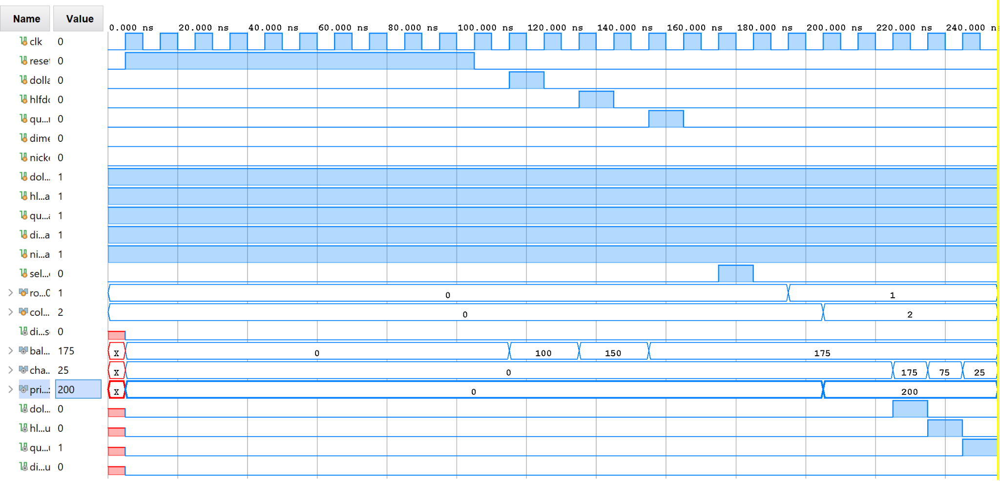 Name Value
0.000 ns 20.000 ns 40.000 ns 60.000 ns 80.000 ns 100.000 ns 120.000 ns 140.000 ns 160.000 ns 180.000 ns 200.000 ns 220.000 ns 240.000 n
clk 0
reset 0
dolla 0
hlfdo 0
qu... 0
dime 0
nicke 0
dol... 1
hl...a 1
qu...a 1
di...a 1
ni...a 1
sel... 0
ro...0 1 0 1
col... 2 0 2
di...s 0
bal... 175 X 0 100 150 175
cha... 25 X 0 175 75 25
pri...: 200 X 0 200
dol... 0
hl...u 0
qu...u 1
di...u 0